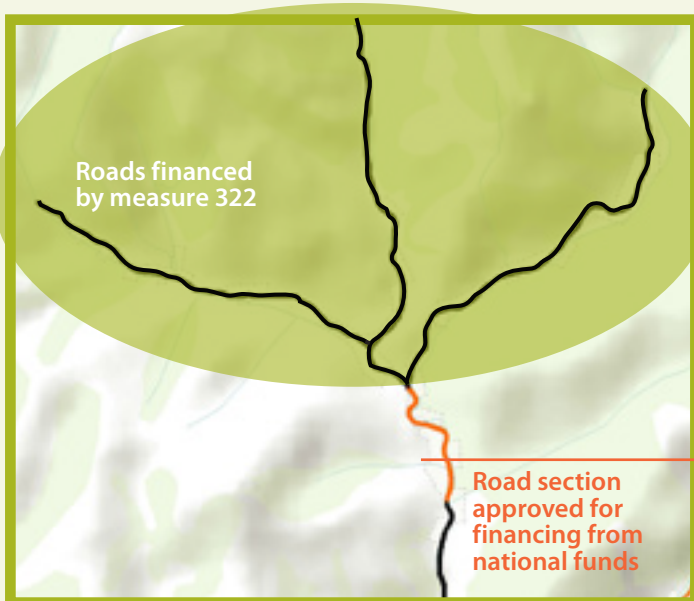 Roads financed
by measure 322
Road section
approved for
financing from
national funds